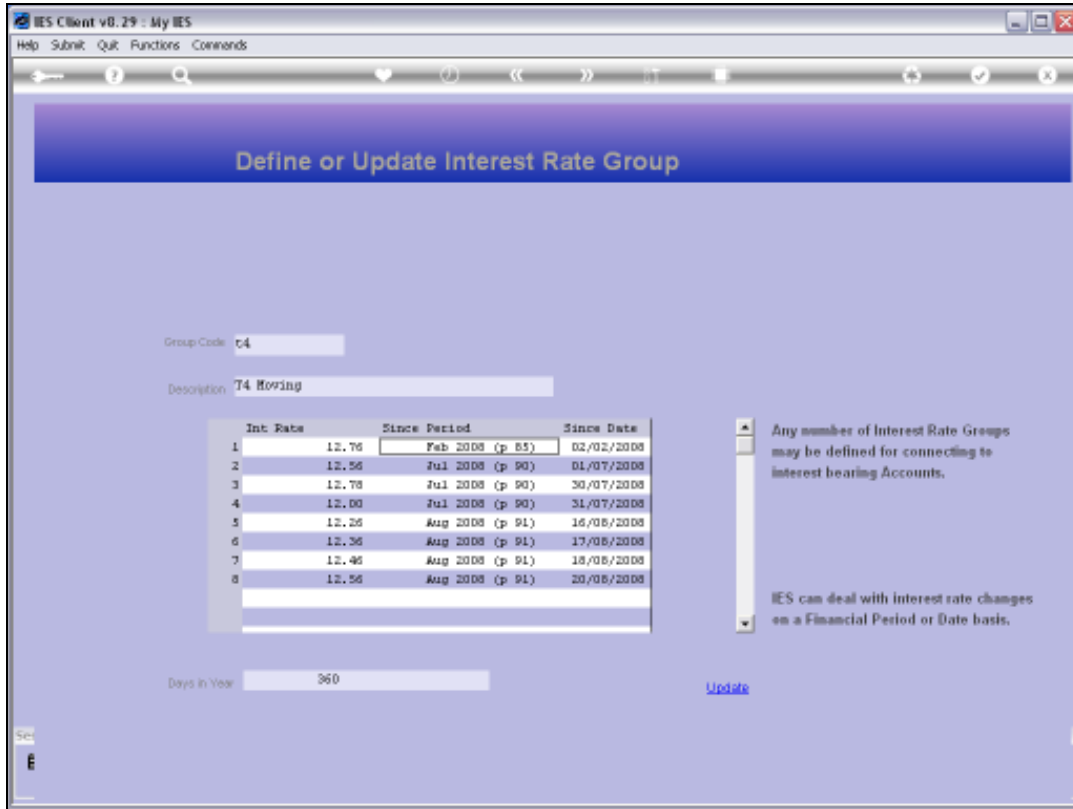 IES Client v8.29 : My IES
Help Submit Quit Functions Commands
Define or Update Interest Rate Group
Group Code t4
Description T4 Moving
Int Rate Since Period Since Date
1 12.76 Feb 2008 (p 85) 02/02/2008
2 12.56 Jul 2008 (p 90) 01/07/2008
3 12.78 Jul 2008 (p 90) 30/07/2008
4 12.00 Jul 2008 (p 90) 31/07/2008
5 12.26 Aug 2008 (p 91) 16/08/2008
6 12.36 Aug 2008 (p 91) 17/08/2008
7 12.46 Aug 2008 (p 91) 18/08/2008
8 12.56 Aug 2008 (p 91) 20/08/2008
Any number of Interest Rate Groups
may be defined for connecting to
interest bearing Accounts.
IES can deal with interest rate changes
on a Financial Period or Date basis.
Days in Year 360
Update